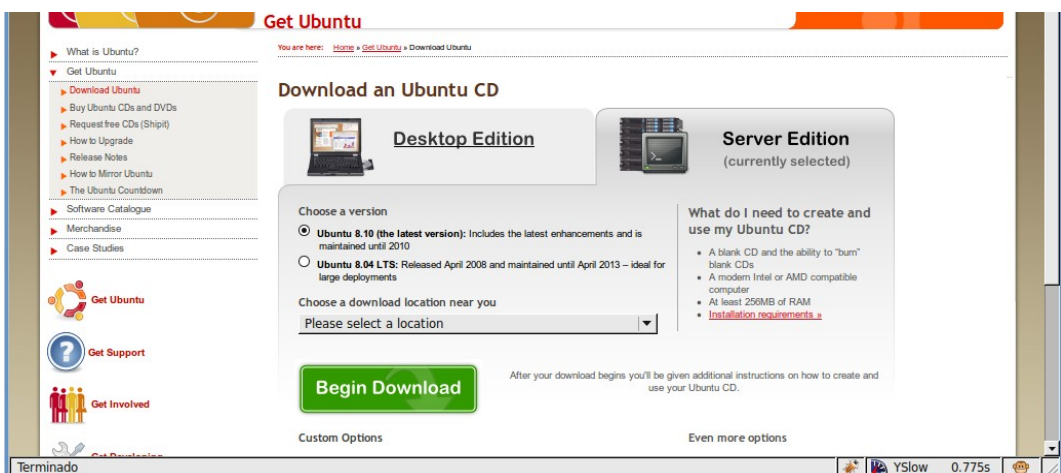 Get Ubuntu
What is Ubuntu?
Get Ubuntu
Download Ubuntu
Buy Ubuntu CDs and DVDs
Request free CDs (Shipit)
How to Upgrade
Release Notes
How to Mirror Ubuntu
The Ubuntu Countdown
Software Catalogue
Merchandise
Case Studies
Get Ubuntu
Get Support
Get Involved
Get Developing
You are here: Home » Get Ubuntu » Download Ubuntu
Download an Ubuntu CD
Desktop Edition
Server Edition
(currently selected)
Choose a version
Ubuntu 8.10 (the latest version): Includes the latest enhancements and is
maintained until 2010
Ubuntu 8.04 LTS: Released April 2008 and maintained until April 2013 – ideal for
large deployments
Choose a download location near you
Please select a location
What do I need to create and
use my Ubuntu CD?
A blank CD and the ability to "burn"
blank CDs
A modern Intel or AMD compatible
computer
At least 256MB of RAM
Installation requirements »
Begin Download
After your download begins you'll be given additional instructions on how to create and
use your Ubuntu CD.
Custom Options
Even more options
Terminado
YSlow
0.775s